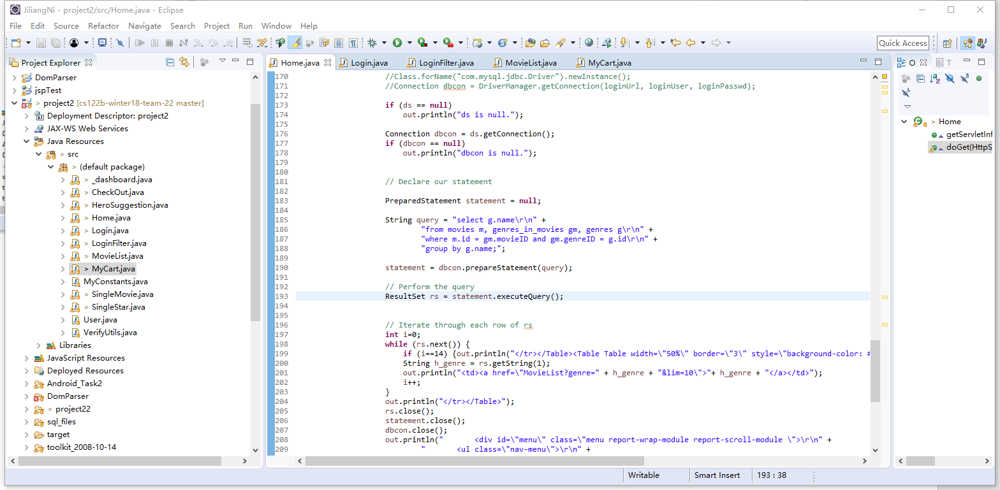 JiliangNi - project2/src/Home.java - Eclipse
File Edit Source Refactor Navigate Search Project Run Window Help
Quick Access
Project Explorer
DomParser
jspTest
> project2 [cs122b-winter18-team-22 master]
Deployment Descriptor: project2
JAX-WS Web Services
Java Resources
> src
> (default package)
> _dashboard.java
> CheckOut.java
> HeroSuggestion.java
> Home.java
> Login.java
> LoginFilter.java
> MovieList.java
> MyCart.java
MyConstants.java
> SingleMovie.java
> SingleStar.java
User.java
VerifyUtils.java
Libraries
JavaScript Resources
Deployed Resources
Android_Task2
DomParser
> project22
sql_files
target
toolkit_2008-10-14
Home.java Login.java LoginFilter.java MovieList.java MyCart.java
170 //Class.forName("com.mysql.jdbc.Driver").newInstance();
171 //Connection dbcon = DriverManager.getConnection(loginUrl, loginUser, loginPasswd);
172
173 if (ds == null)
174 out.println("ds is null.");
175
176 Connection dbcon = ds.getConnection();
177 if (dbcon == null)
178 out.println("dbcon is null.");
179
180
181 // Declare our statement
182
183 PreparedStatement statement = null;
184
185 String query = "select g.name\r\n" +
186 "from movies m, genres_in_movies gm, genres g\r\n" +
187 "where m.id = gm.movieID and gm.genreID = g.id\r\n" +
188 "group by g.name;";
189
190 statement = dbcon.prepareStatement(query);
191
192 // Perform the query
193 ResultSet rs = statement.executeQuery();
194
195
196 // Iterate through each row of rs
197 int i=0;
198 while (rs.next()) {
199 if (i==14) {out.println("</tr></Table><Table Table width=\"50%\" border=\"3\" style=\"background-color: #
200 String h_genre = rs.getString(1);
201 out.println("<td><a href=\"MovieList?genre=" + h_genre + "&lim=10\">"+ h_genre + "</a></td>");
202 i++;
203 }
204 out.println("</tr></Table>");
205 rs.close();
206 statement.close();
207 dbcon.close();
208 out.println(" <div id=\"menu\" class=\"menu report-wrap-module report-scroll-module \">\r\n" +
209 " <ul class=\"nav-menu\">\r\n" +
O T
> Home
getServletInf
doGet(HttpS
Writable Smart Insert 193 : 38